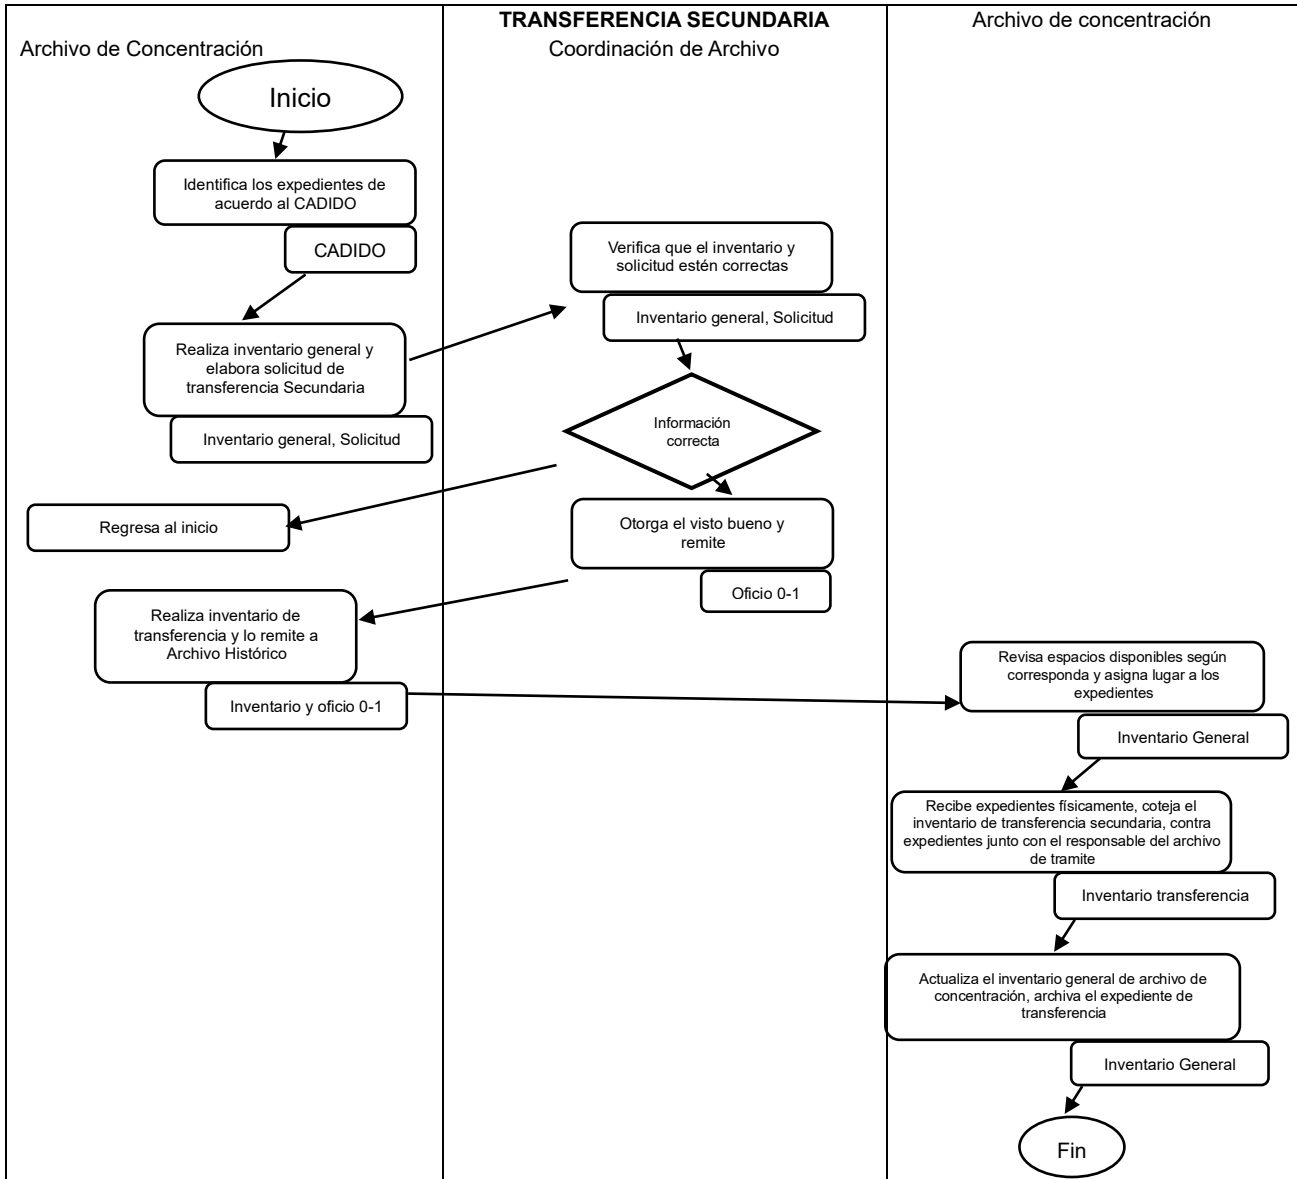 TRANSFERENCIA SECUNDARIA
Archivo de Concentración
Coordinación de Archivo
Archivo de concentración
Inicio
Identifica los expedientes de
acuerdo al CADIDO
CADIDO
Realiza inventario general y
elabora solicitud de
transferencia Secundaria
Inventario general, Solicitud
Verifica que el inventario y
solicitud estén correctas
Inventario general, Solicitud
Información
correcta
Regresa al inicio
Otorga el visto bueno y
remite
Oficio 0-1
Realiza inventario de
transferencia y lo remite a
Archivo Histórico
Inventario y oficio 0-1
Revisa espacios disponibles según
corresponda y asigna lugar a los
expedientes
Inventario General
Recibe expedientes físicamente, coteja el
inventario de transferencia secundaria, contra
expedientes junto con el responsable del archivo
de tramite
Inventario transferencia
Actualiza el inventario general de archivo de
concentración, archiva el expediente de
transferencia
Inventario General
Fin